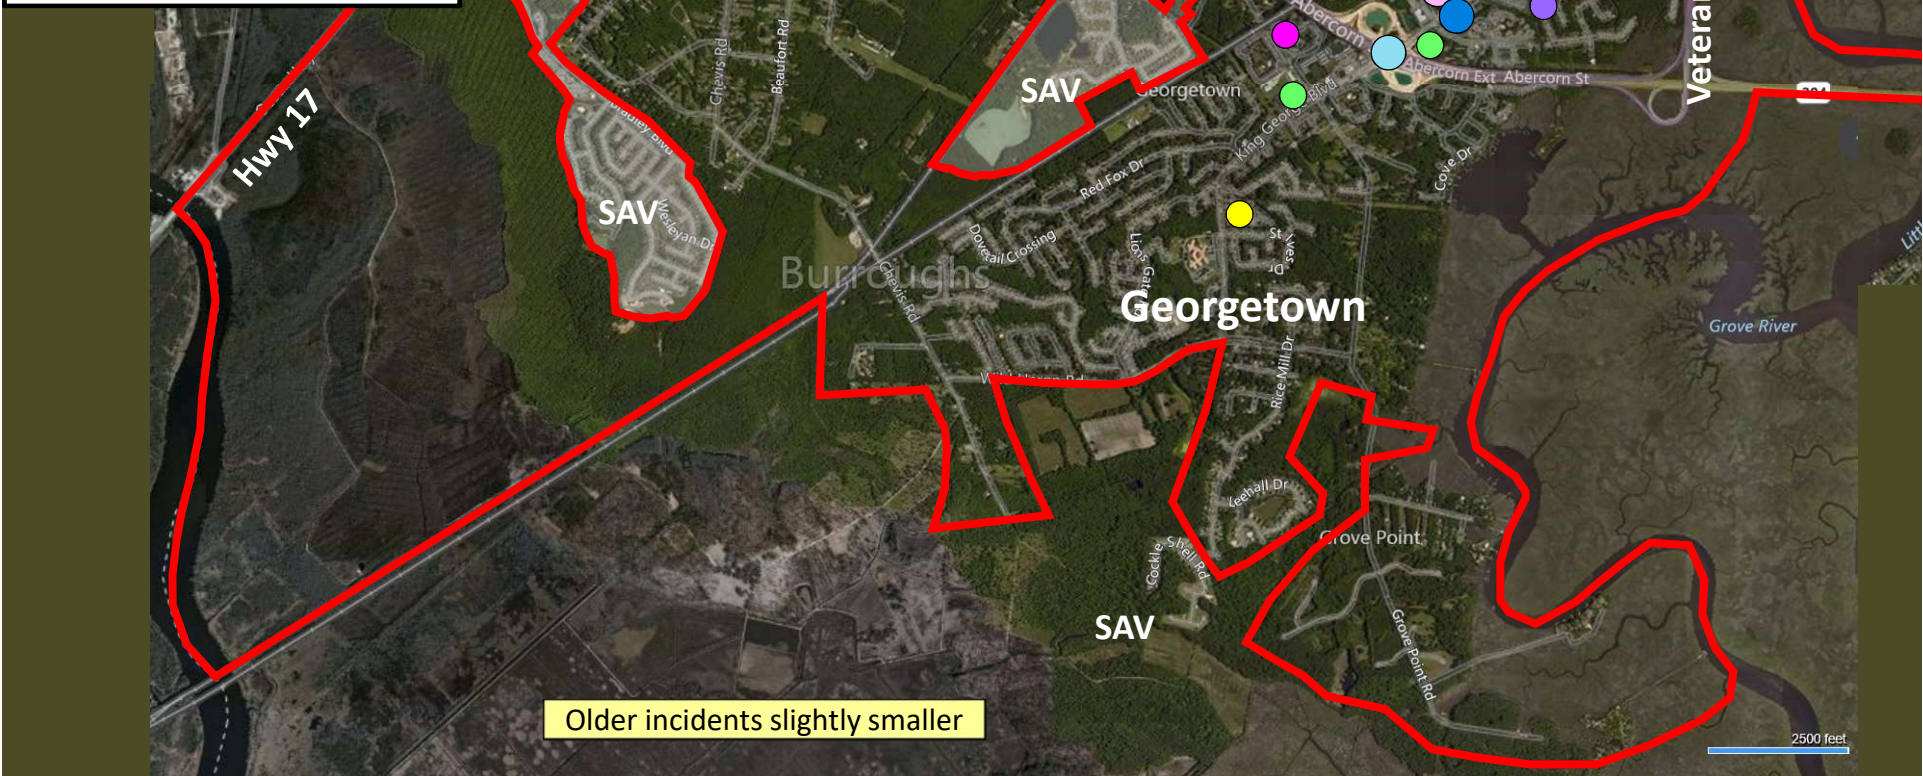 Hwy 17
Chevis Rd
Beaufort Rd
Bradley Blvd
SAV
Wesleyan Dr
SAV
Georgetown
Abercorn
Abercorn Ext
Abercorn St
Vetera
204
King George Blvd
Red Fox Dr
Cove Dr
Dovetail Crossing
St Ives Dr
Burroughs
Chevis Rd
Georgetown
Grove River
Rice Mill Dr
Leehall Dr
Grove Point
Cockle Shell Rd
SAV
Grove Point Rd
Older incidents slightly smaller
2500 feet